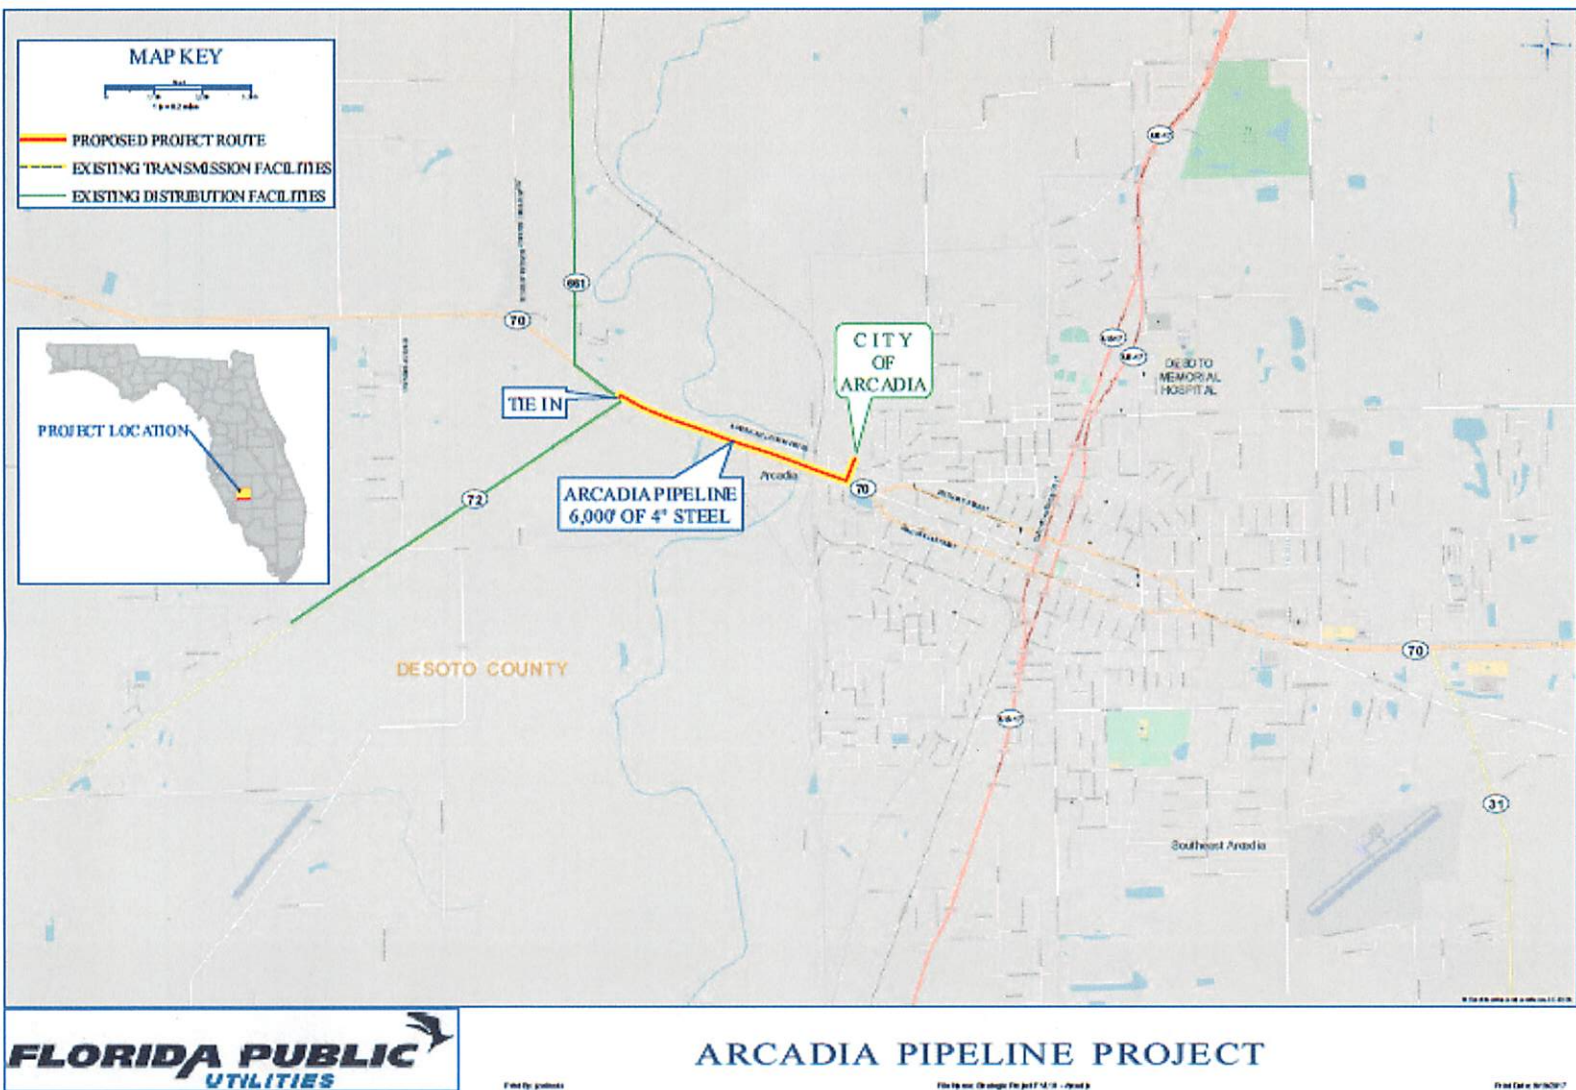 MAP KEY
PROPOSED PROJECT ROUTE
EXISTING TRANSMISSION FACILITIES
EXISTING DISTRIBUTION FACILITIES
661
70
CITY
OF
ARCADIA
DESOTO
MEMORIAL
HOSPITAL
TIE IN
PROJECT LOCATION
Arcadia
ARCADIA PIPELINE
6,000' OF 4" STEEL
70
72
DESOTO COUNTY
70
31
Southeast Arcadia
FLORIDA PUBLIC
UTILITIES
ARCADIA PIPELINE PROJECT